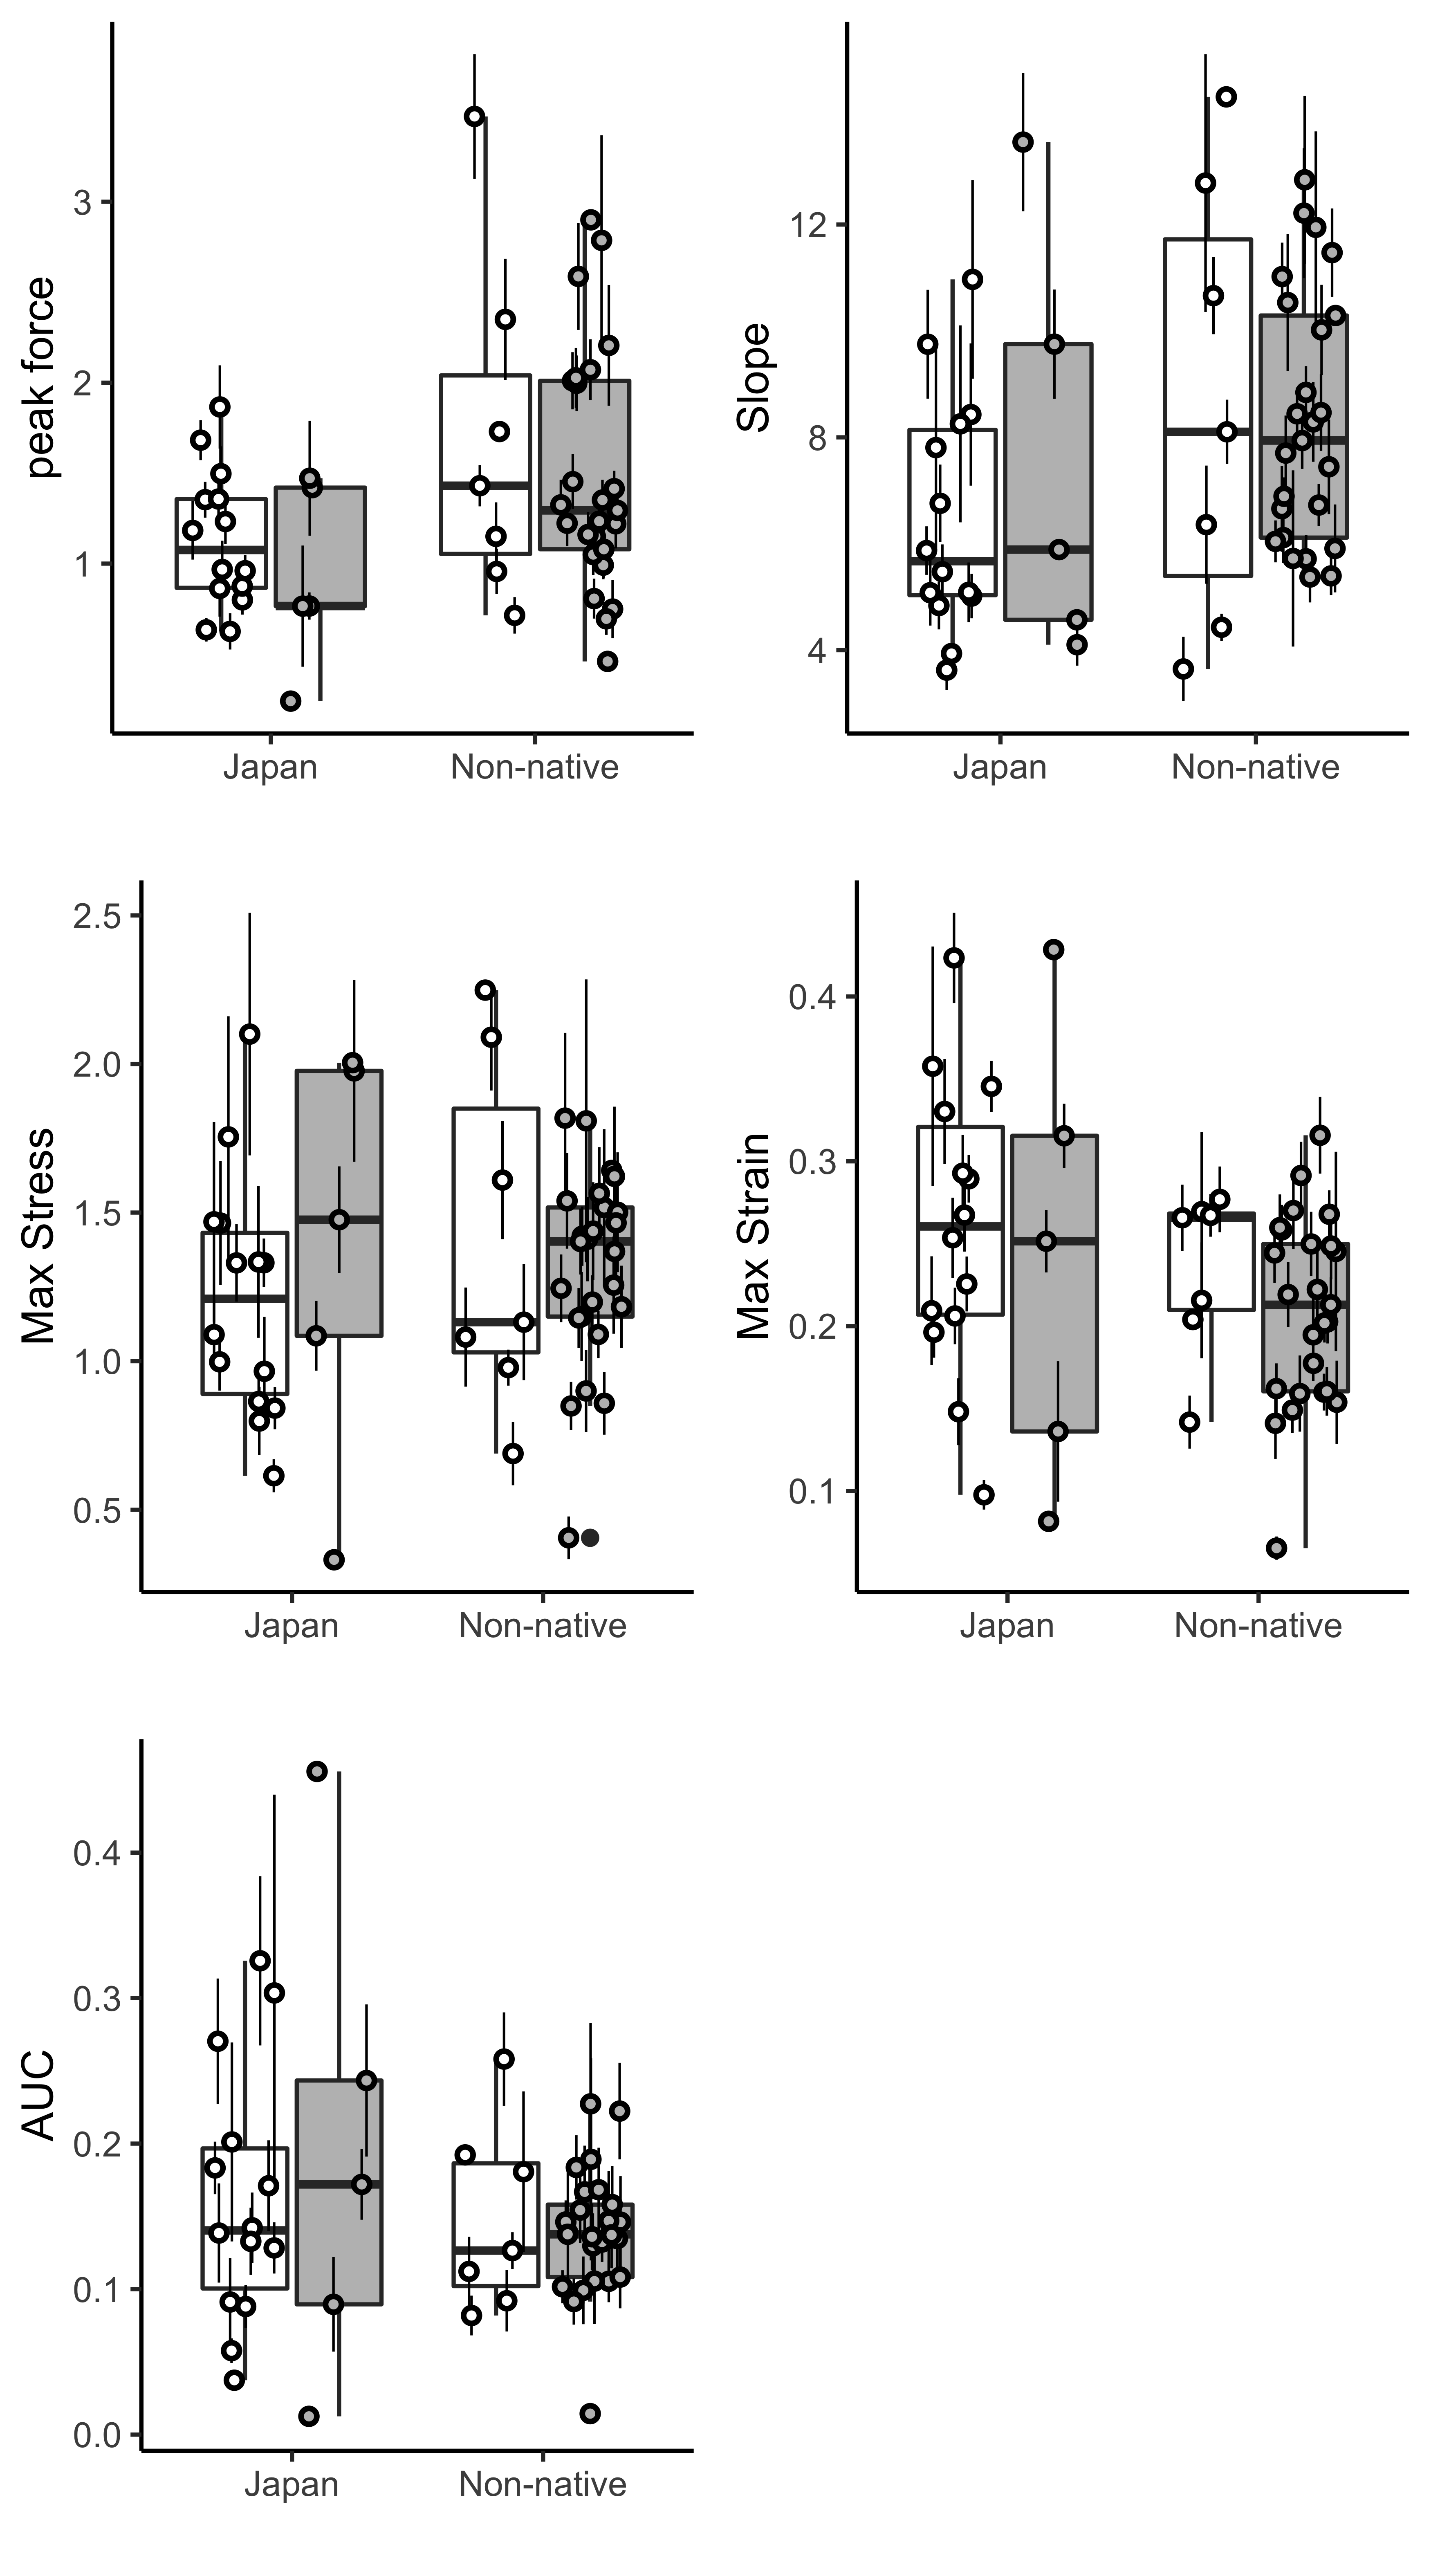 peak force
3
2
1
Japan
Non-native
Slope
12
8
4
Japan
Non-native
Max Stress
2.5
2.0
1.5
1.0
0.5
Japan
Non-native
Max Strain
0.4
0.3
0.2
0.1
Japan
Non-native
AUC
0.4
0.3
0.2
0.1
0.0
Japan
Non-native